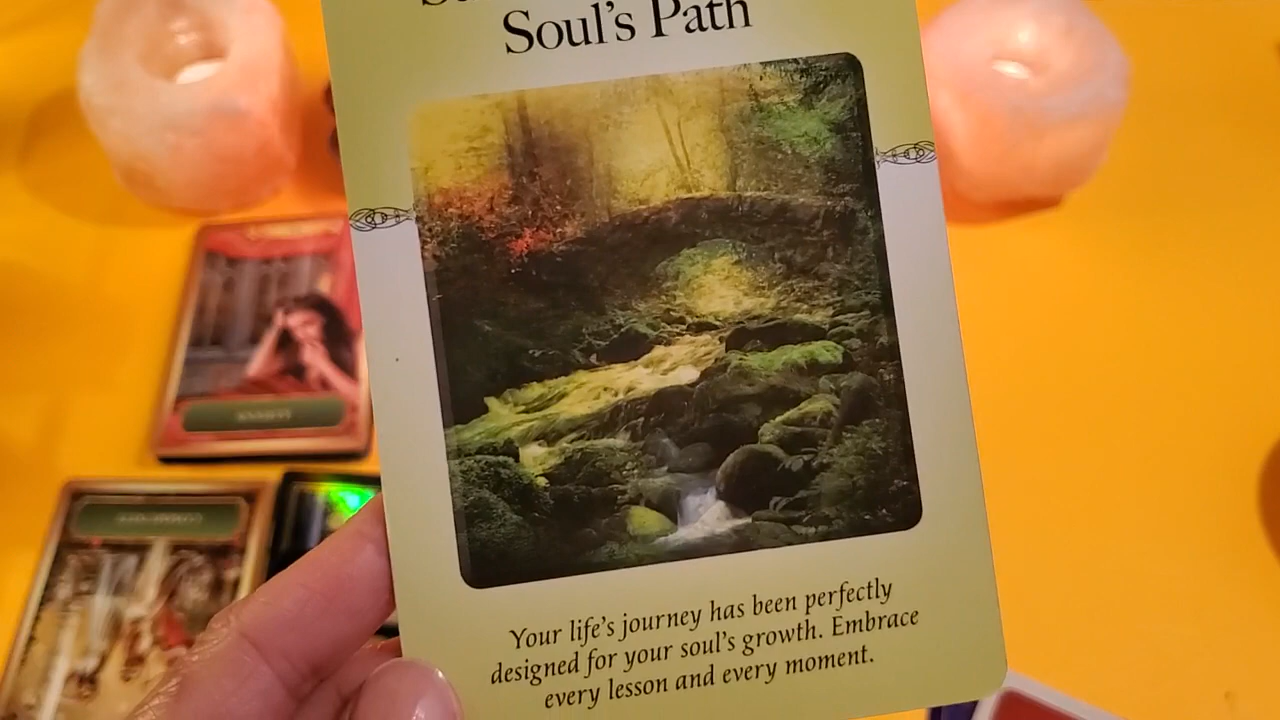 Soul's Path
Your life's journey has been perfectly
designed for your soul's growth. Embrace
every lesson and every moment.